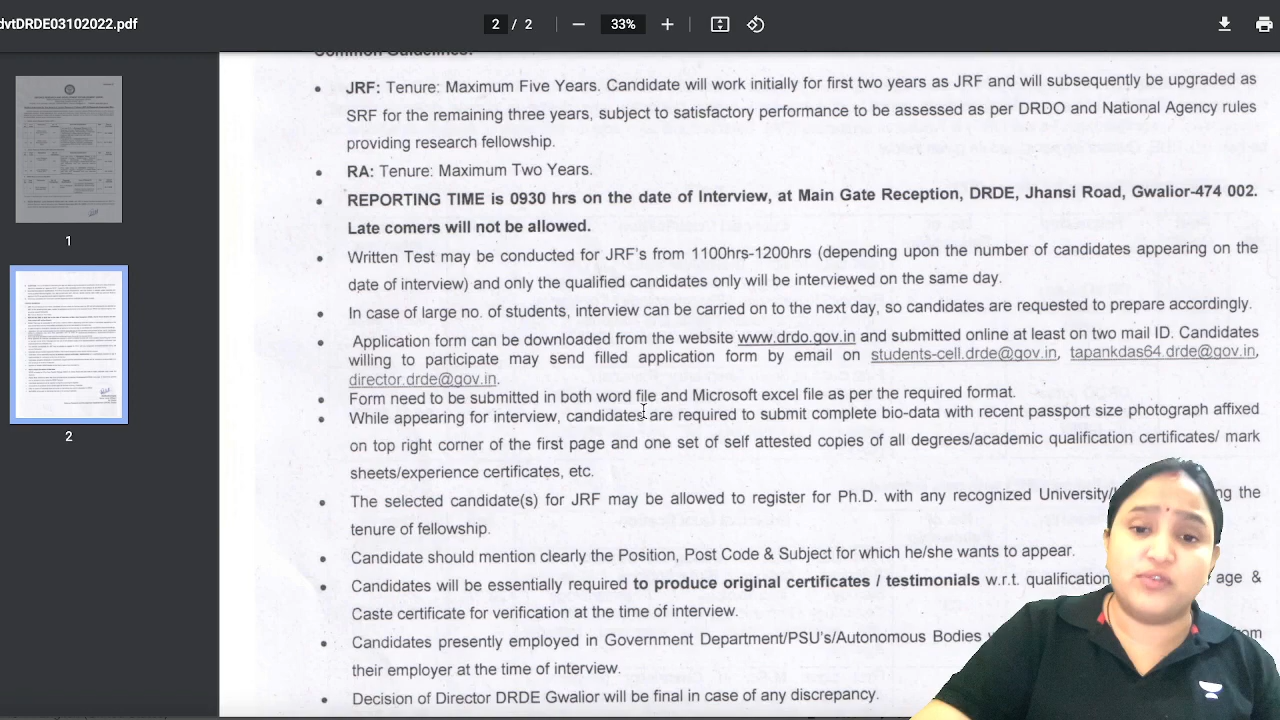 dvtDRDE03102022.pdf
2 / 2
33%
1
2
Common Guidelines:
JRF: Tenure: Maximum Five Years. Candidate will work initially for first two years as JRF and will subsequently be upgraded as
SRF for the remaining three years, subject to satisfactory performance to be assessed as per DRDO and National Agency rules
providing research fellowship.
RA: Tenure: Maximum Two Years.
REPORTING TIME is 0930 hrs on the date of Interview, at Main Gate Reception, DRDE, Jhansi Road, Gwalior-474 002.
Late comers will not be allowed.
Written Test may be conducted for JRF's from 1100hrs-1200hrs (depending upon the number of candidates appearing on the
date of interview) and only the qualified candidates only will be interviewed on the same day.
In case of large no. of students, interview can be carried on to the next day, so candidates are requested to prepare accordingly.
Application form can be downloaded from the website www.drdo.gov.in and submitted online at least on two mail ID. Candidates
willing to participate may send filled application form by email on students-cell.drde@gov.in, tapankdas64.drde@gov.in,
director.drde@gov.in.
Form need to be submitted in both word file and Microsoft excel file as per the required format.
While appearing for interview, candidates are required to submit complete bio-data with recent passport size photograph affixed
on top right corner of the first page and one set of self attested copies of all degrees/academic qualification certificates/ mark
sheets/experience certificates, etc.
The selected candidate(s) for JRF may be allowed to register for Ph.D. with any recognized University/ the
tenure of fellowship.
Candidate should mention clearly the Position, Post Code & Subject for which he/she wants to appear.
Candidates will be essentially required to produce original certificates / testimonials w.r.t. qualification age &
Caste certificate for verification at the time of interview.
Candidates presently employed in Government Department/PSU's/Autonomous Bodies
their employer at the time of interview.
Decision of Director DRDE Gwalior will be final in case of any discrepancy.